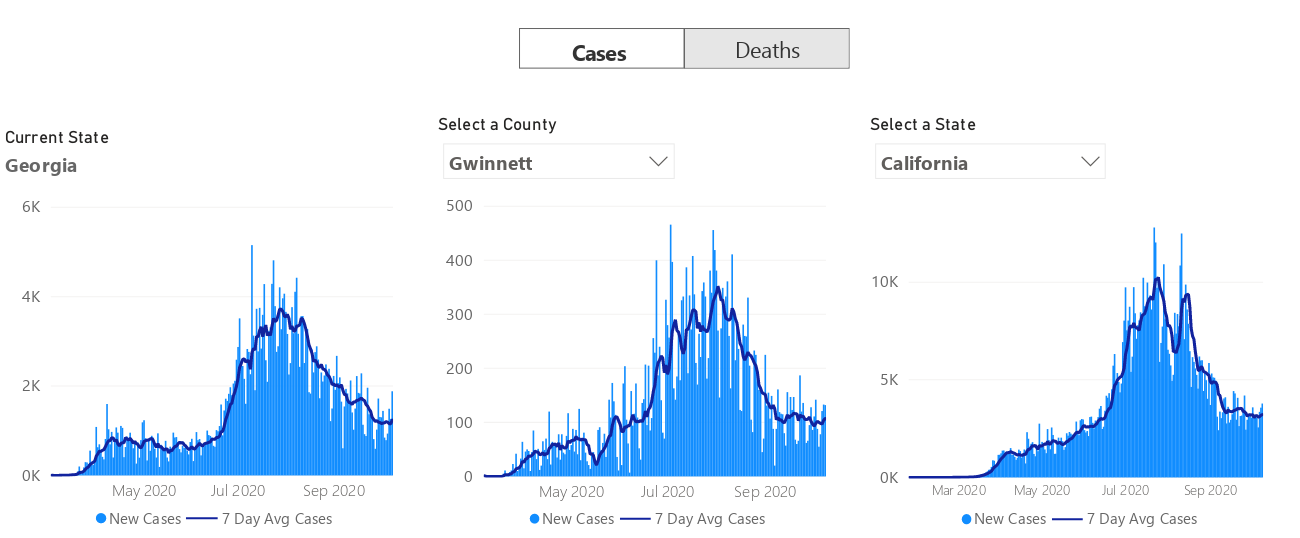 Cases
Deaths
Current State
Georgia
6K
4K
2K
0K
May 2020
Jul 2020
Sep 2020
New Cases
7 Day Avg Cases
Select a County
Gwinnett
500
400
300
200
100
0
May 2020
Jul 2020
Sep 2020
New Cases
7 Day Avg Cases
Select a State
California
10K
5K
0K
Mar 2020
May 2020
Jul 2020
Sep 2020
New Cases
7 Day Avg Cases